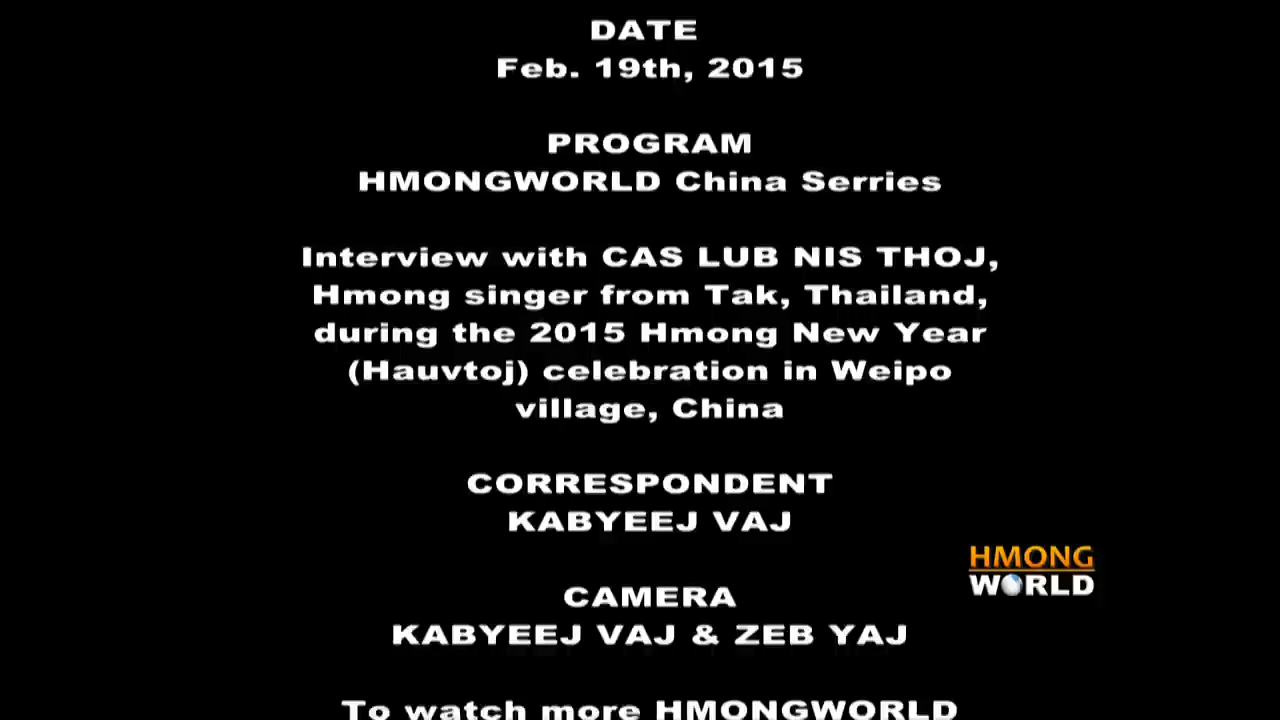 DATE
Feb. 19th, 2015
PROGRAM
HMONGWORLD China Serries
Interview with CAS LUB NIS THOJ,
Hmong singer from Tak, Thailand,
during the 2015 Hmong New Year
(Hauvtoj) celebration in Weipo
village, China
CORRESPONDENT
KABYEEJ VAJ
HMONG
WORLD
CAMERA
KABYEEJ VAJ & ZEB YAJ
To watch more HMONGWORLD